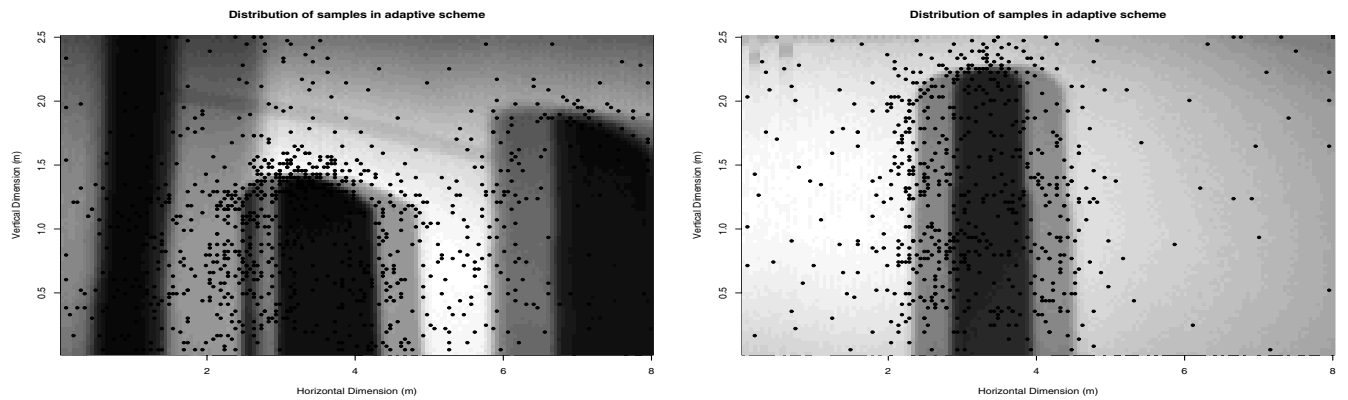 Distribution of samples in adaptive scheme
Vertical Dimension (m)
2.5
2.0
1.5
1.0
0.5
2 4 6 8
Horizontal Dimension (m)
Distribution of samples in adaptive scheme
Vertical Dimension (m)
2.5
2.0
1.5
1.0
0.5
2 4 6 8
Horizontal Dimension (m)